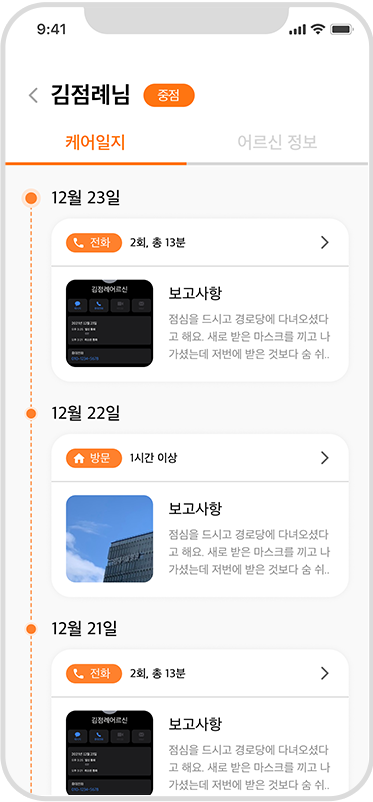 9:41
김점례님 중점
케어일지 어르신 정보
12월 23일
전화 2회, 총 13분
김점례어르신
보고사항
점심을 드시고 경로당에 다녀오셨다
고 해요. 새로 받은 마스크를 끼고 나
가셨는데 저번에 받은 것보다 숨 쉬..
12월 22일
방문 1시간 이상
보고사항
점심을 드시고 경로당에 다녀오셨다
고 해요. 새로 받은 마스크를 끼고 나
가셨는데 저번에 받은 것보다 숨 쉬..
12월 21일
전화 2회, 총 13분
김점례어르신
보고사항
점심을 드시고 경로당에 다녀오셨다
고 해요. 새로 받은 마스크를 끼고 나
가셨는데 저번에 받은 것보다 숨 쉬..